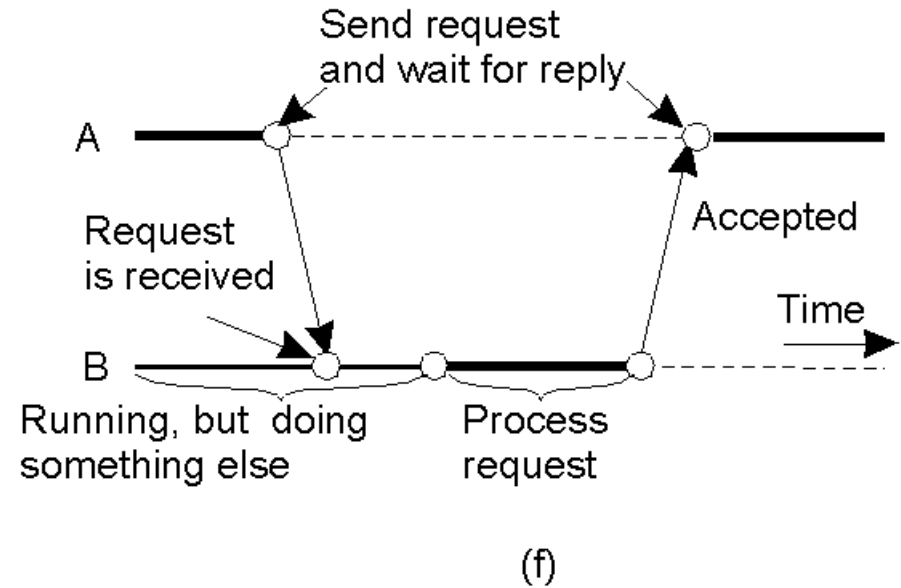 Send request
and wait for reply
A
Accepted
Request
is received
Time
B
Running, but doing
something else
Process
request
(f)